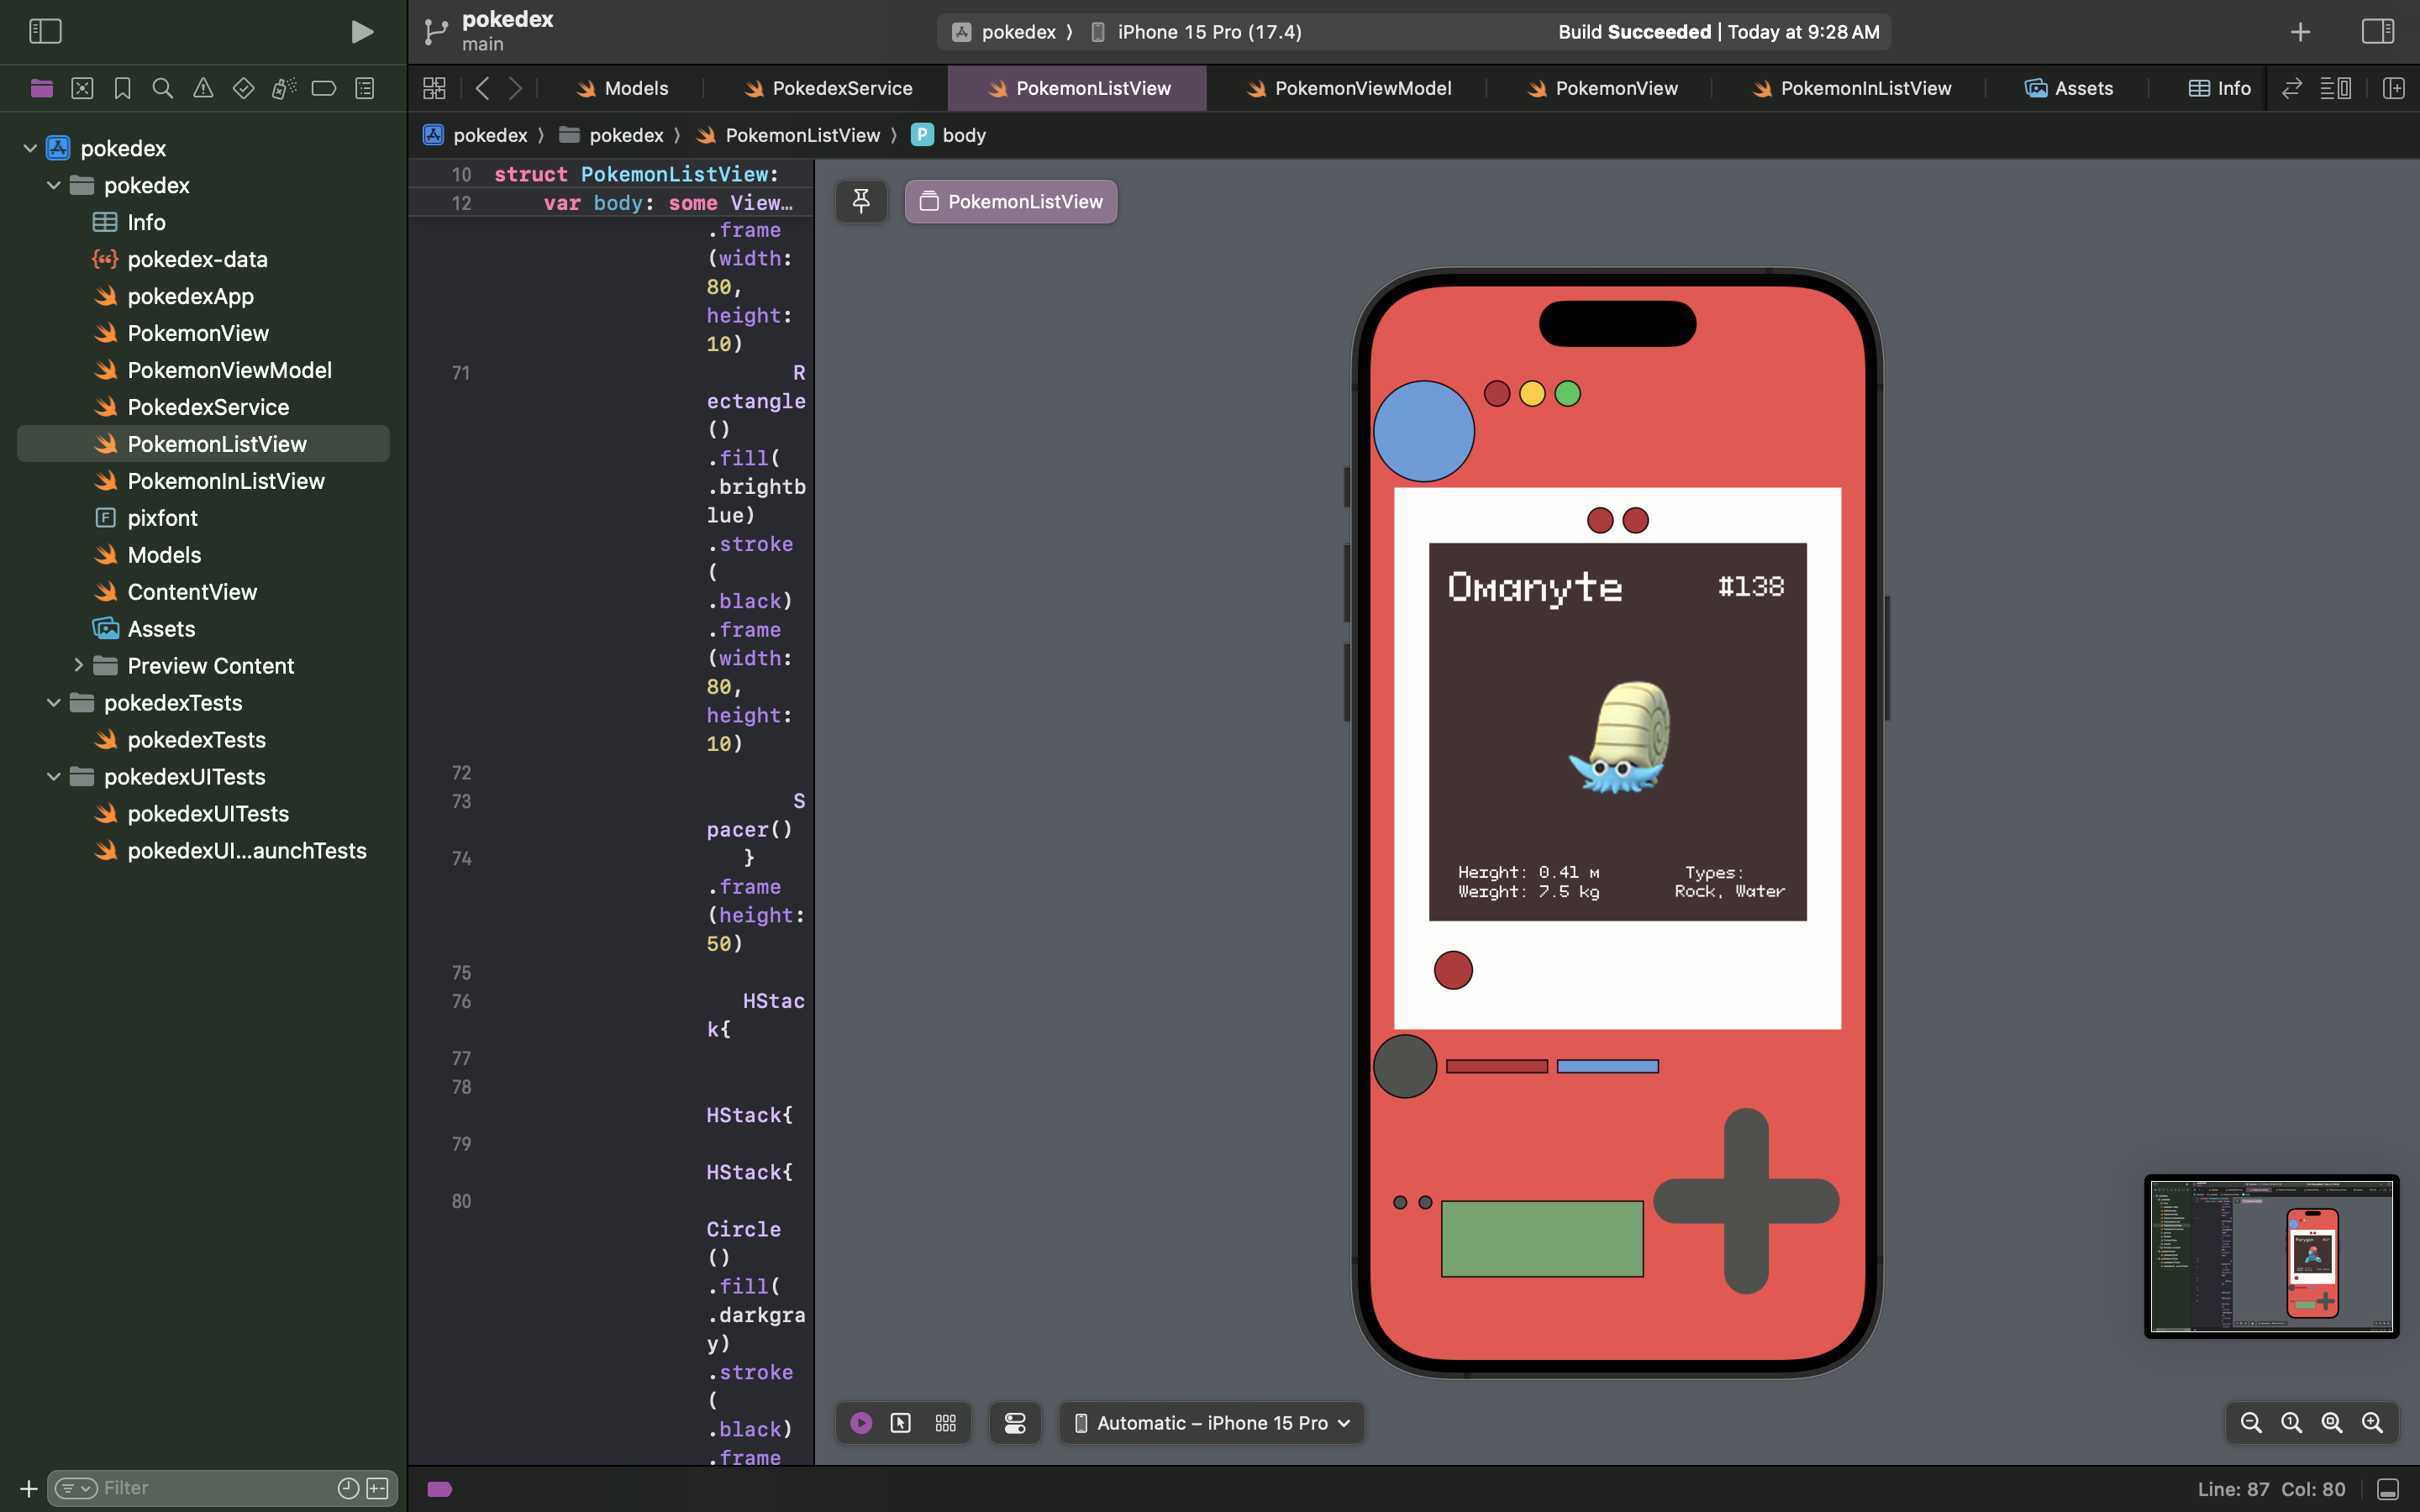 pokedex
main
pokedex 〉 iPhone 15 Pro (17.4)
Build Succeeded | Today at 9:28 AM
Models
PokedexService
PokemonListView
PokemonViewModel
PokemonView
PokemonInListView
Assets
Info
pokedex 〉 pokedex 〉 PokemonListView 〉 P body
pokedex
pokedex
Info
pokedex-data
pokedexApp
PokemonView
PokemonViewModel
PokedexService
PokemonListView
PokemonInListView
F pixfont
Models
ContentView
Assets
Preview Content
pokedexTests
pokedexTests
pokedexUITests
pokedexUITests
pokedexUI...aunchTests
Filter
10 struct PokemonListView:
12 var body: some View…
.frame
(width:
80,
height:
10)
71 R
ectangle
()
.fill(
.brightb
lue)
.stroke
(
.black)
.frame
(width:
80,
height:
10)
72
73 S
pacer()
74 }
.frame
(height:
50)
75
76 HStac
k{
77
78
HStack{
79
HStack{
80
Circle
()
.fill(
.darkgra
y)
.stroke
(
.black)
.frame
PokemonListView
Omanyte #138
Height: 0.41 m
Weight: 7.5 kg
Types:
Rock, Water
Automatic – iPhone 15 Pro
Line: 87 Col: 80